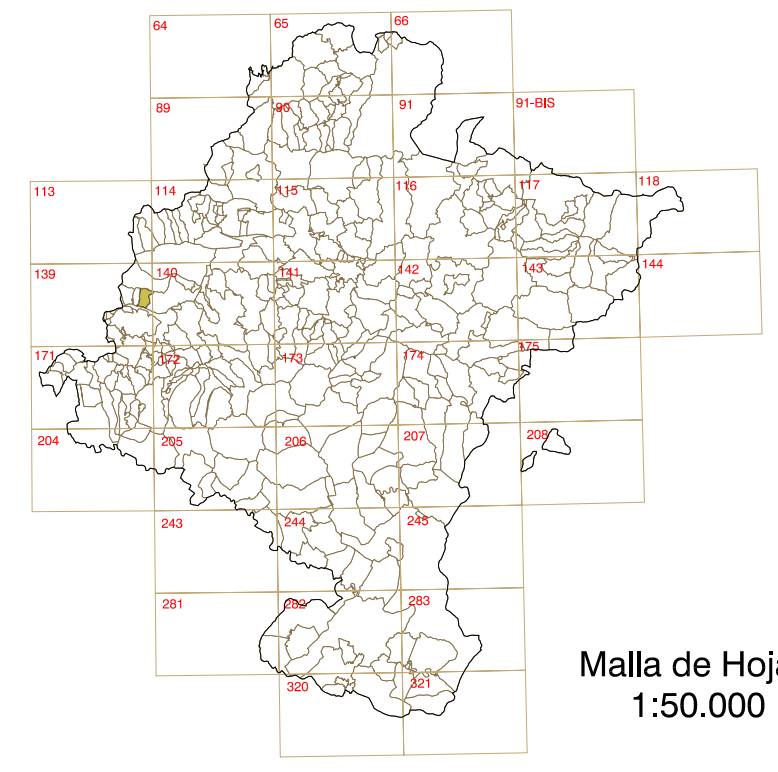 64 65 66
89 90 91 91-BIS
113 114 115 116 117 118
139 140 141 142 143 144
171 172 173 174 175
204 205 206 207 208
243 244 245
281 282 283
320 321
Malla de Hoja
1:50.000